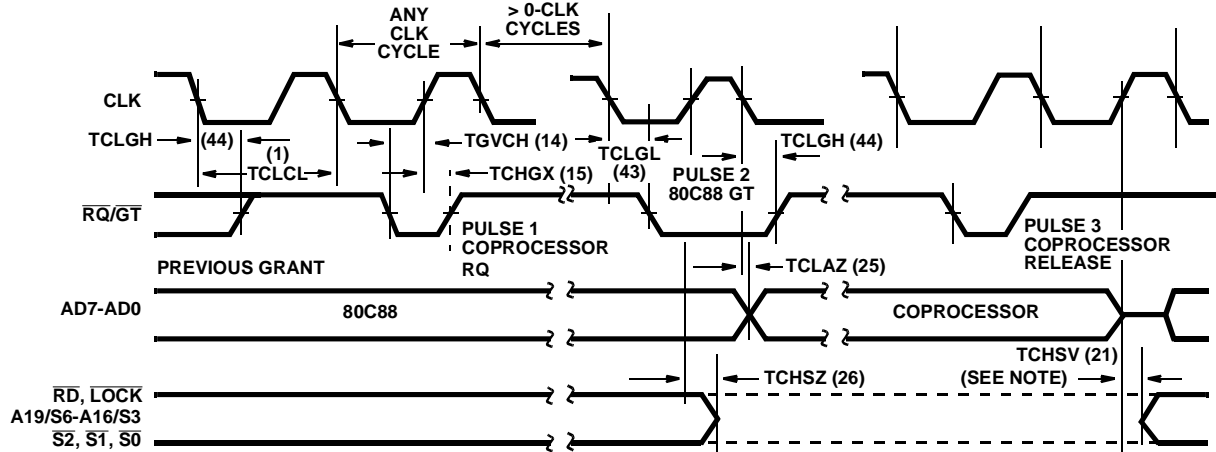 ANY
CLK
CYCLE
> 0-CLK
CYCLES
CLK
TCLGH
(44)
(1)
TCLCL
TGVCH (14)
TCHGX (15)
TCLGL
(43)
PULSE 2
80C88 GT
TCLGH (44)
RQ/GT
PULSE 1
COPROCESSOR
RQ
PULSE 3
COPROCESSOR
RELEASE
PREVIOUS GRANT
TCLAZ (25)
AD7-AD0
80C88
COPROCESSOR
TCHSZ (26)
TCHSV (21)
(SEE NOTE)
RD, LOCK
A19/S6-A16/S3
S2, S1, S0